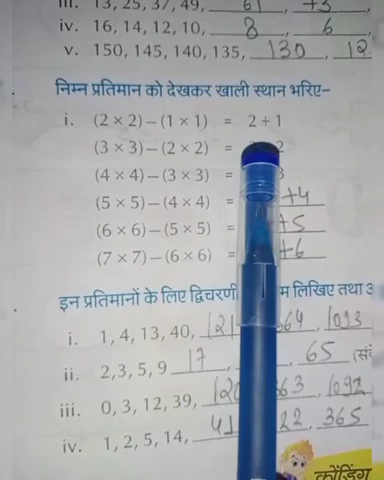 iii. 13, 25, 37, 49, 61, 73,
iv. 16, 14, 12, 10, 8, 6,
v. 150, 145, 140, 135, 130, 12
निम्न प्रतिमान को देखकर खाली स्थान भरिए–
i. (2 × 2) – (1 × 1) = 2 + 1
(3 × 3) – (2 × 2) = 2
(4 × 4) – (3 × 3) = 3
(5 × 5) – (4 × 4) = +4
(6 × 6) – (5 × 5) = +5
(7 × 7) – (6 × 6) = +6
इन प्रतिमानों के लिए द्विचरणी म लिखिए तथा
i. 1, 4, 13, 40, 121 364, 1093
ii. 2,3, 5, 9 17, , 65
iii. 0, 3, 12, 39, 120 363, 1092
iv. 1, 2, 5, 14, 41 22, 365
कोडिंग